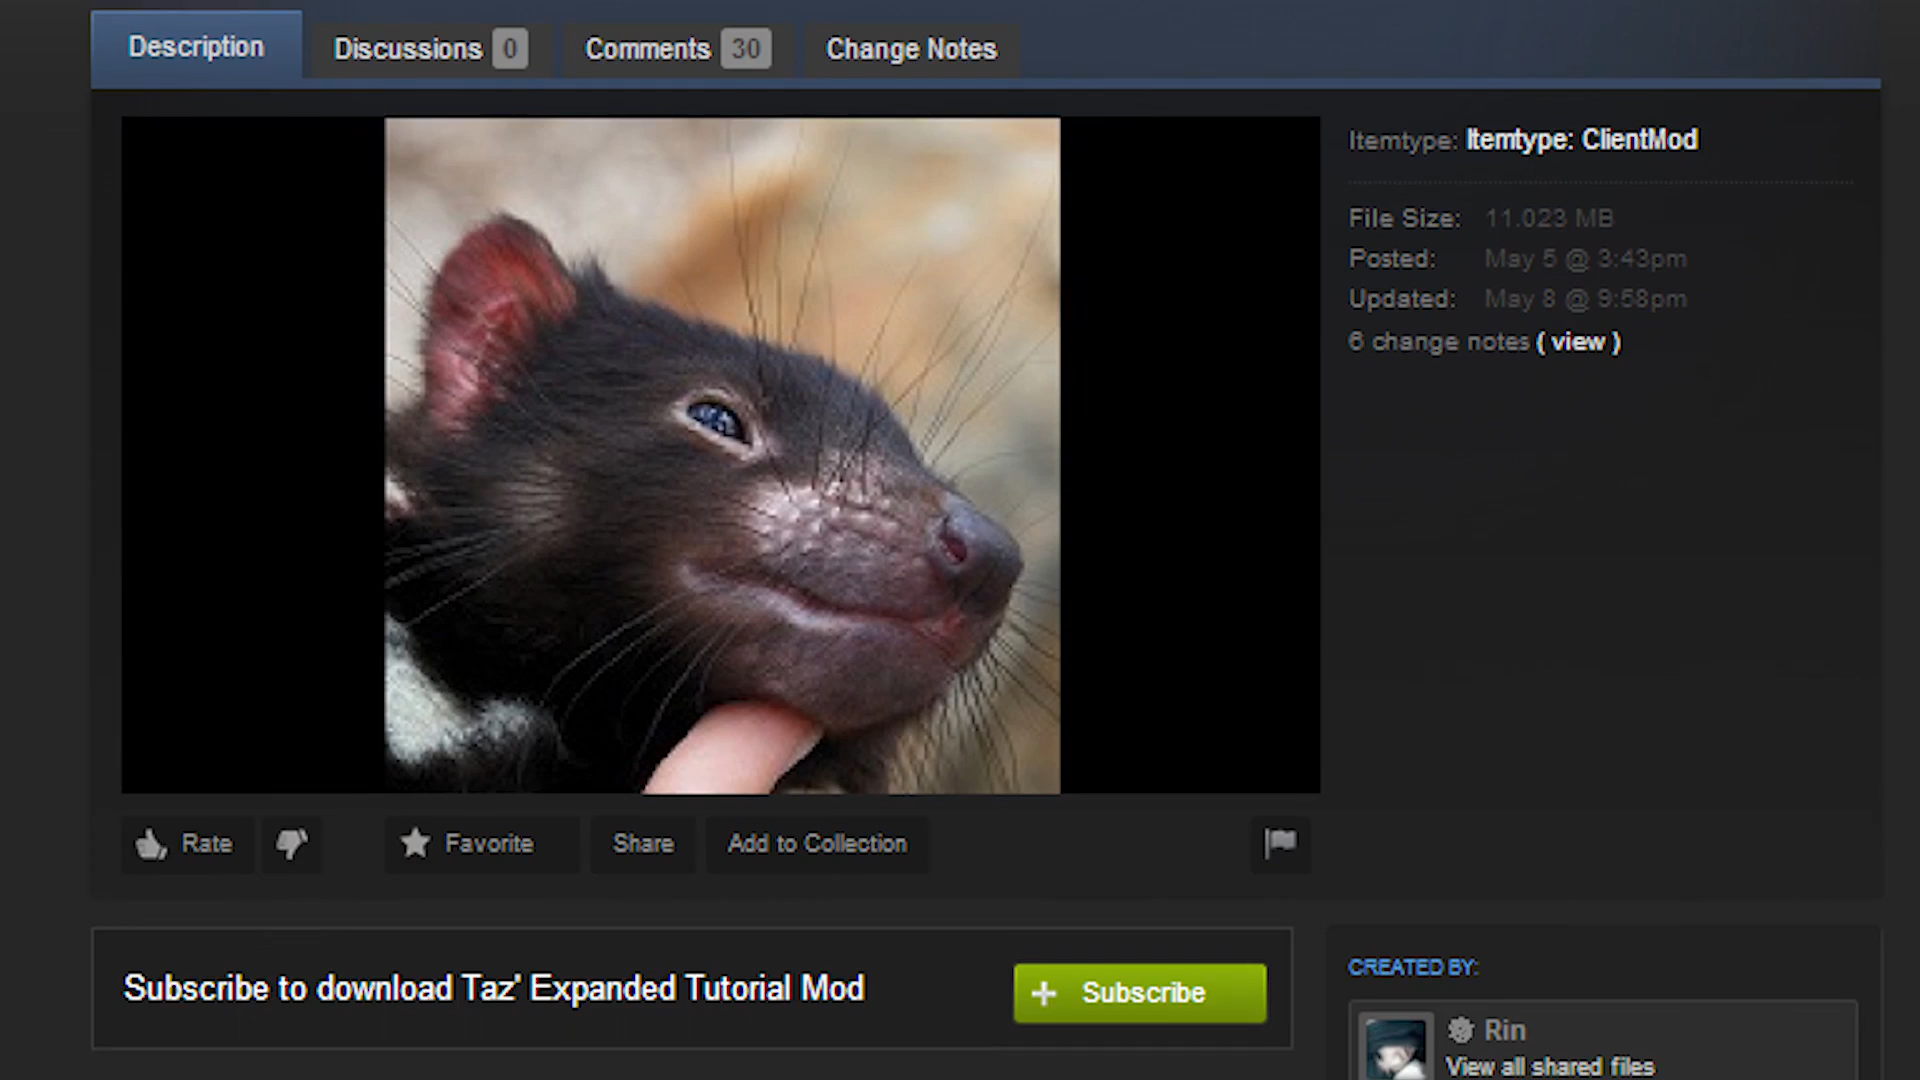 Description
Discussions 0
Comments 30
Change Notes
Itemtype: Itemtype: ClientMod
File Size: 11.023 MB
Posted: May 5 @ 3:43pm
Updated: May 8 @ 9:58pm
6 change notes ( view )
Rate
Favorite
Share
Add to Collection
Subscribe to download Taz' Expanded Tutorial Mod
+ Subscribe
CREATED BY:
Rin
View all shared files